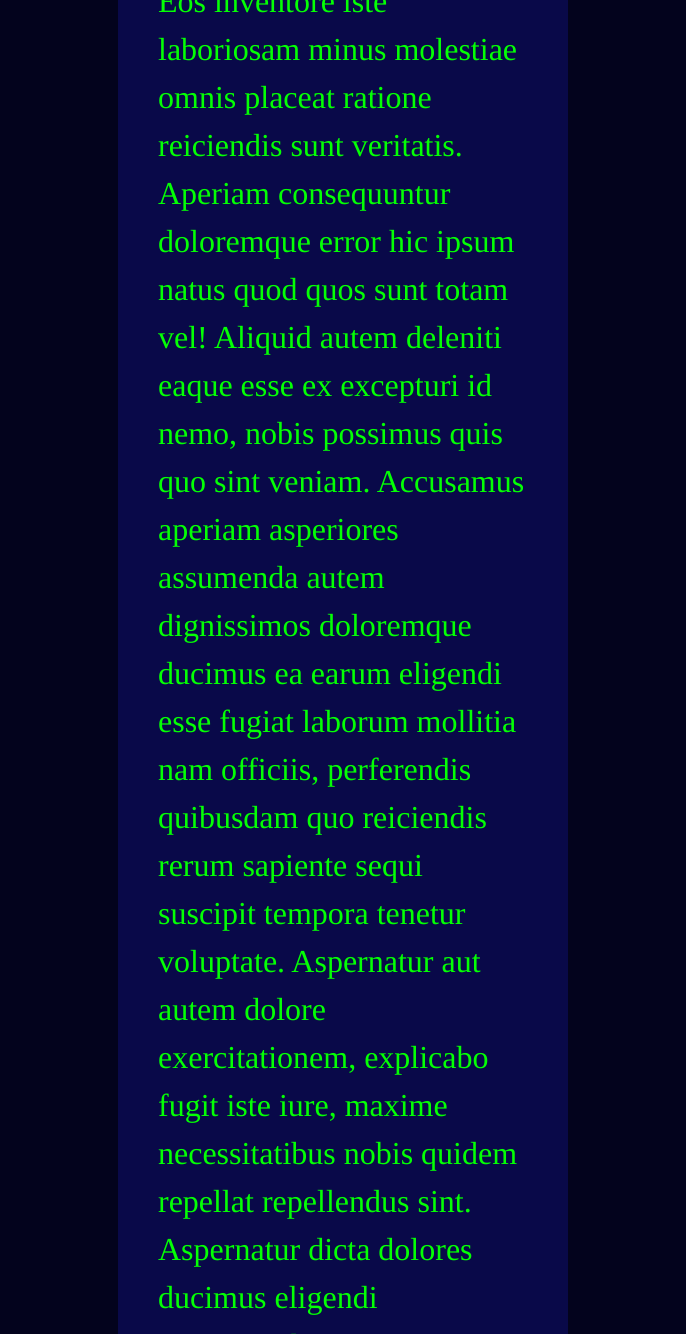 Eos inventore iste
laboriosam minus molestiae
omnis placeat ratione
reiciendis sunt veritatis.
Aperiam consequuntur
doloremque error hic ipsum
natus quod quos sunt totam
vel! Aliquid autem deleniti
eaque esse ex excepturi id
nemo, nobis possimus quis
quo sint veniam. Accusamus
aperiam asperiores
assumenda autem
dignissimos doloremque
ducimus ea earum eligendi
esse fugiat laborum mollitia
nam officiis, perferendis
quibusdam quo reiciendis
rerum sapiente sequi
suscipit tempora tenetur
voluptate. Aspernatur aut
autem dolore
exercitationem, explicabo
fugit iste iure, maxime
necessitatibus nobis quidem
repellat repellendus sint.
Aspernatur dicta dolores
ducimus eligendi